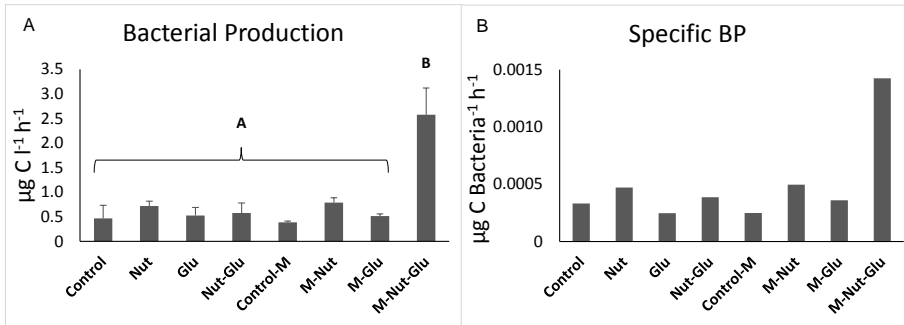 A
Bacterial Production
µg C l⁻¹ h⁻¹
3.5
3.0
2.5
2.0
1.5
1.0
0.5
0
A
B
Control
Nut
Glu
Nut-Glu
Control-M
M-Nut
M-Glu
M-Nut-Glu
B
Specific BP
µg C Bacteria⁻¹ h⁻¹
0.0015
0.0010
0.0005
0
Control
Nut
Glu
Nut-Glu
Control-M
M-Nut
M-Glu
M-Nut-Glu